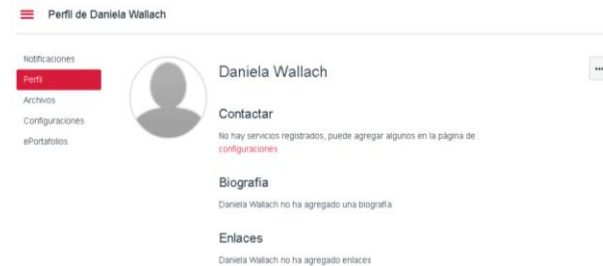 Perfil de Daniela Wallach
Notificaciones
Perfil
Archivos
Configuraciones
ePortafolios
Daniela Wallach
Contactar
No hay servicios registrados, puede agregar algunos en la página de
configuraciones
Biografía
Daniela Wallach no ha agregado una biografía
Enlaces
Daniela Wallach no ha agregado enlaces